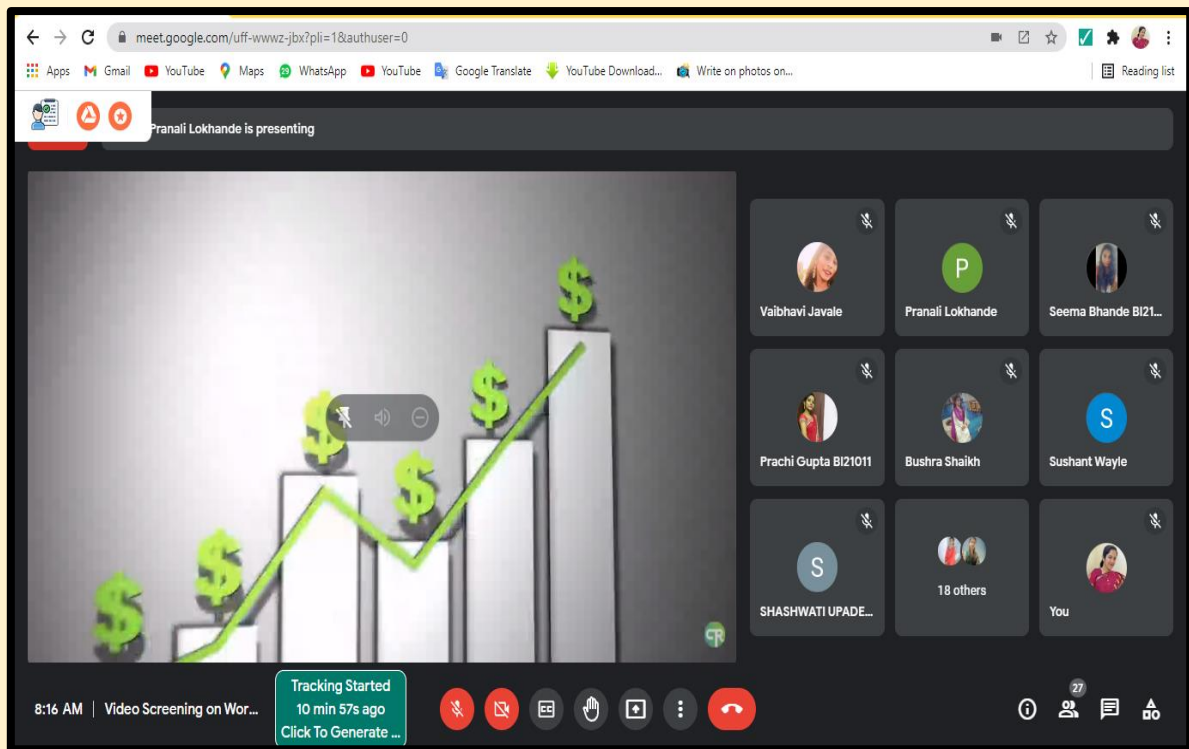 meet.google.com/uff-wwwz-jbx?pli=1&authuser=0
Apps Gmail YouTube Maps WhatsApp YouTube Google Translate YouTube Download... Write on photos on... Reading list
Pranali Lokhande is presenting
$ $ $ $ $ $
Vaibhavi Javale
P
Pranali Lokhande
Seema Bhande BI21...
Prachi Gupta BI21011
Bushra Shaikh
S
Sushant Wayle
S
SHASHWATI UPADE...
18 others
You
CR
8:16 AM | Video Screening on Wor...
Tracking Started
10 min 57s ago
Click To Generate ...
CC
27